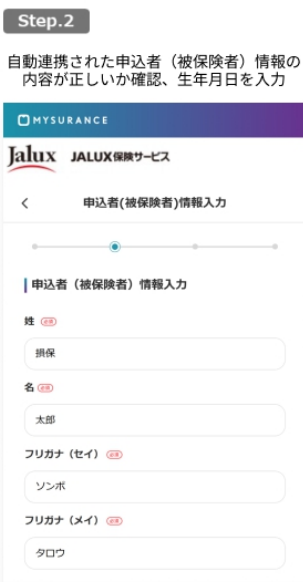 Step.2
自動連携された申込者（被保険者）情報の
内容が正しいか確認、生年月日を入力
MYSURANCE
Jalux JALUX保険サービス
申込者(被保険者)情報入力
申込者（被保険者）情報入力
姓 必須
損保
名 必須
太郎
フリガナ（セイ） 必須
ソンポ
フリガナ（メイ） 必須
タロウ